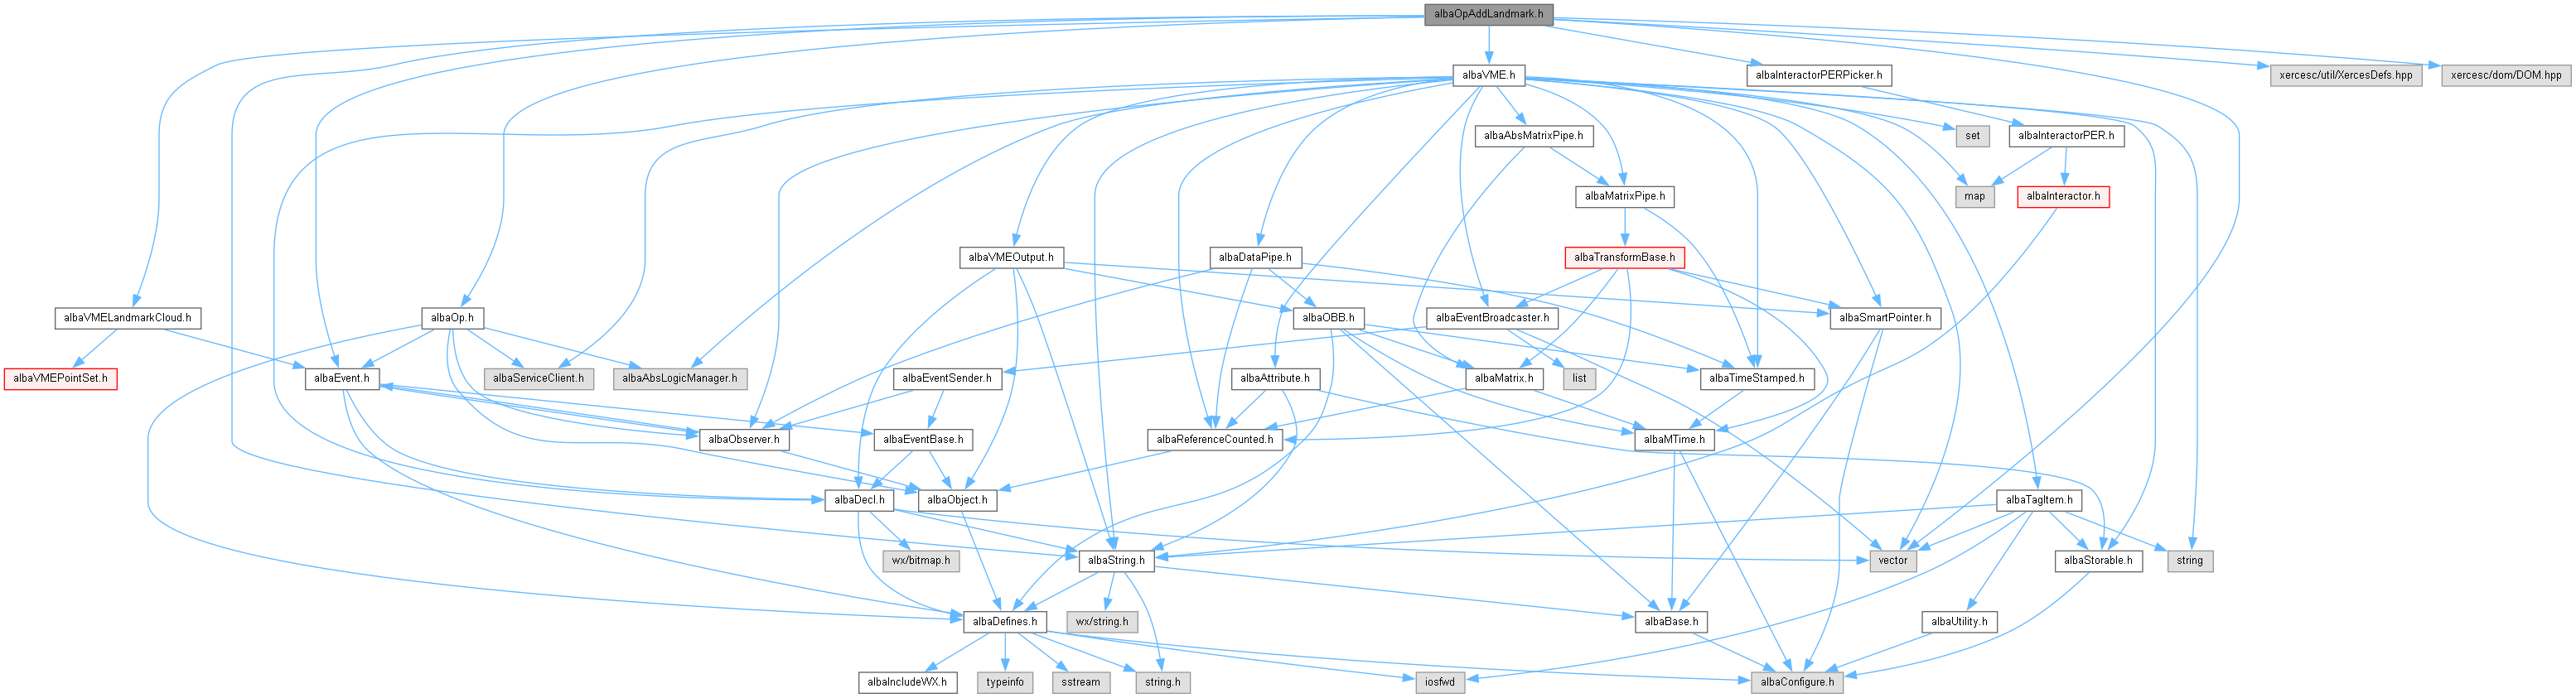 albaOpAddLandmark.h
albaVME.h
albaInteractorPERPicker.h
xercesc/util/XercesDefs.hpp
xercesc/dom/DOM.hpp
albaAbsMatrixPipe.h
set
albaInteractorPER.h
albaMatrixPipe.h
map
albaInteractor.h
albaVMEOutput.h
albaDataPipe.h
albaTransformBase.h
albaVMELandmarkCloud.h
albaOp.h
albaOBB.h
albaEventBroadcaster.h
albaSmartPointer.h
albaVMEPointSet.h
albaEvent.h
albaServiceClient.h
albaAbsLogicManager.h
albaEventSender.h
albaAttribute.h
albaMatrix.h
list
albaTimeStamped.h
albaObserver.h
albaEventBase.h
albaReferenceCounted.h
albaMTime.h
albaDecl.h
albaObject.h
albaTagItem.h
wx/bitmap.h
albaString.h
vector
albaStorable.h
string
albaDefines.h
wx/string.h
albaBase.h
albaUtility.h
albaIncludeWX.h
typeinfo
sstream
string.h
iosfwd
albaConfigure.h